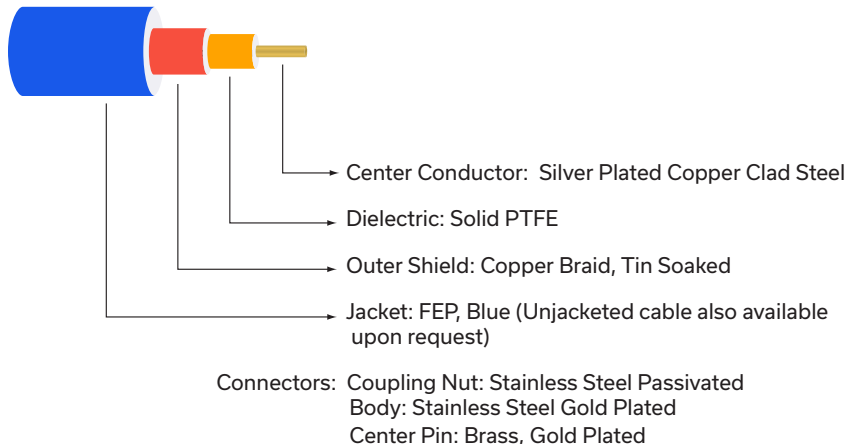 Center Conductor: Silver Plated Copper Clad Steel
Dielectric: Solid PTFE
Outer Shield: Copper Braid, Tin Soaked
Jacket: FEP, Blue (Unjacketed cable also available
upon request)
Connectors: Coupling Nut: Stainless Steel Passivated
Body: Stainless Steel Gold Plated
Center Pin: Brass, Gold Plated